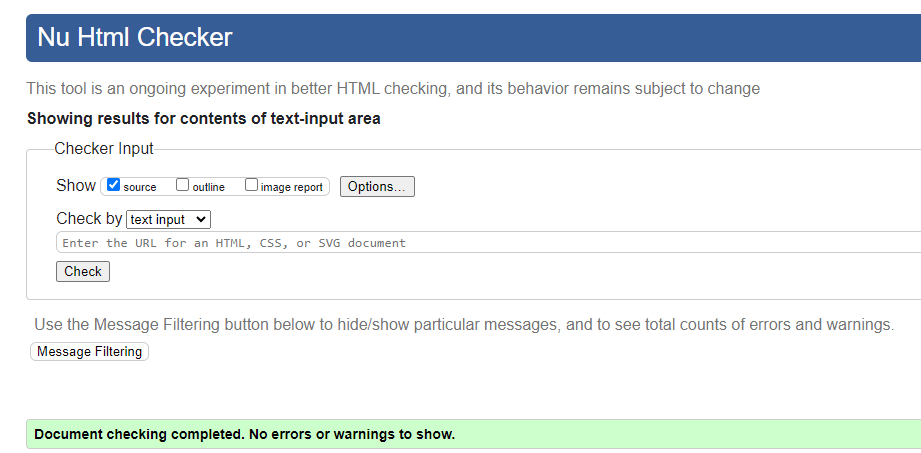 Nu Html Checker
This tool is an ongoing experiment in better HTML checking, and its behavior remains subject to change
Showing results for contents of text-input area
Checker Input
Show source outline image report Options...
Check by text input
Enter the URL for an HTML, CSS, or SVG document
Check
Use the Message Filtering button below to hide/show particular messages, and to see total counts of errors and warnings.
Message Filtering
Document checking completed. No errors or warnings to show.